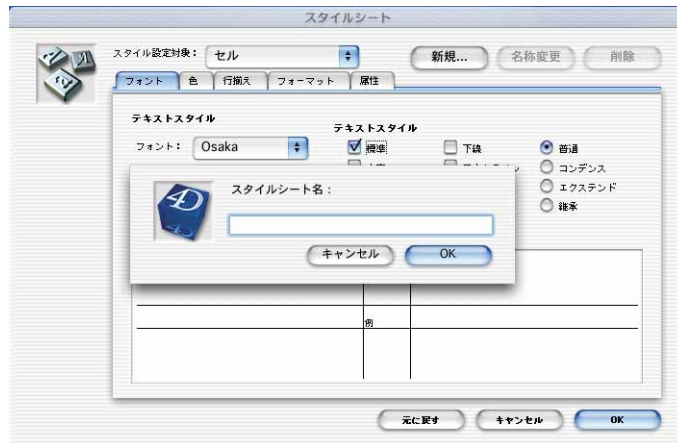 スタイルシート
スタイル設定対象： セル 新規... 名称変更 削除
フォント 色 行揃え フォーマット 属性
テキストスタイル
テキストスタイル
フォント： Osaka
標準 下線 普通
コンデンス
エクステンド
継承
4D
スタイルシート名：
キャンセル OK
例
元に戻す キャンセル OK